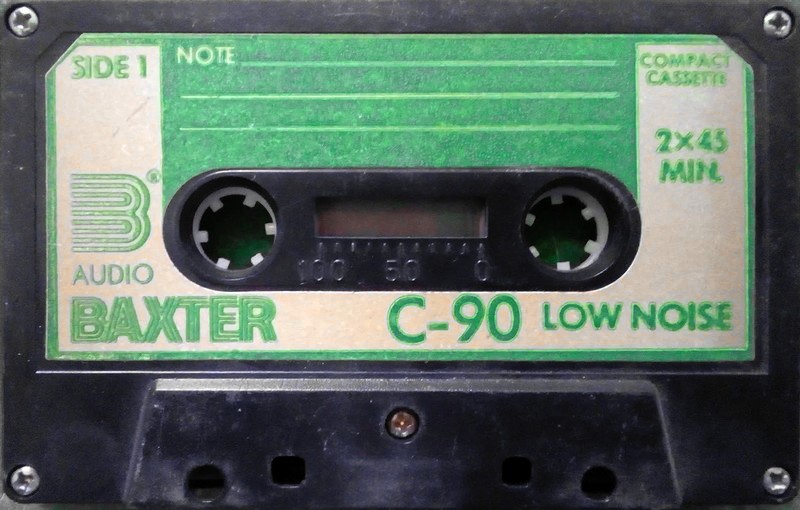 SIDE 1
NOTE
COMPACT
CASSETTE
2×45
MIN.
B®
AUDIO
BAXTER
C-90 LOW NOISE
100 50 0